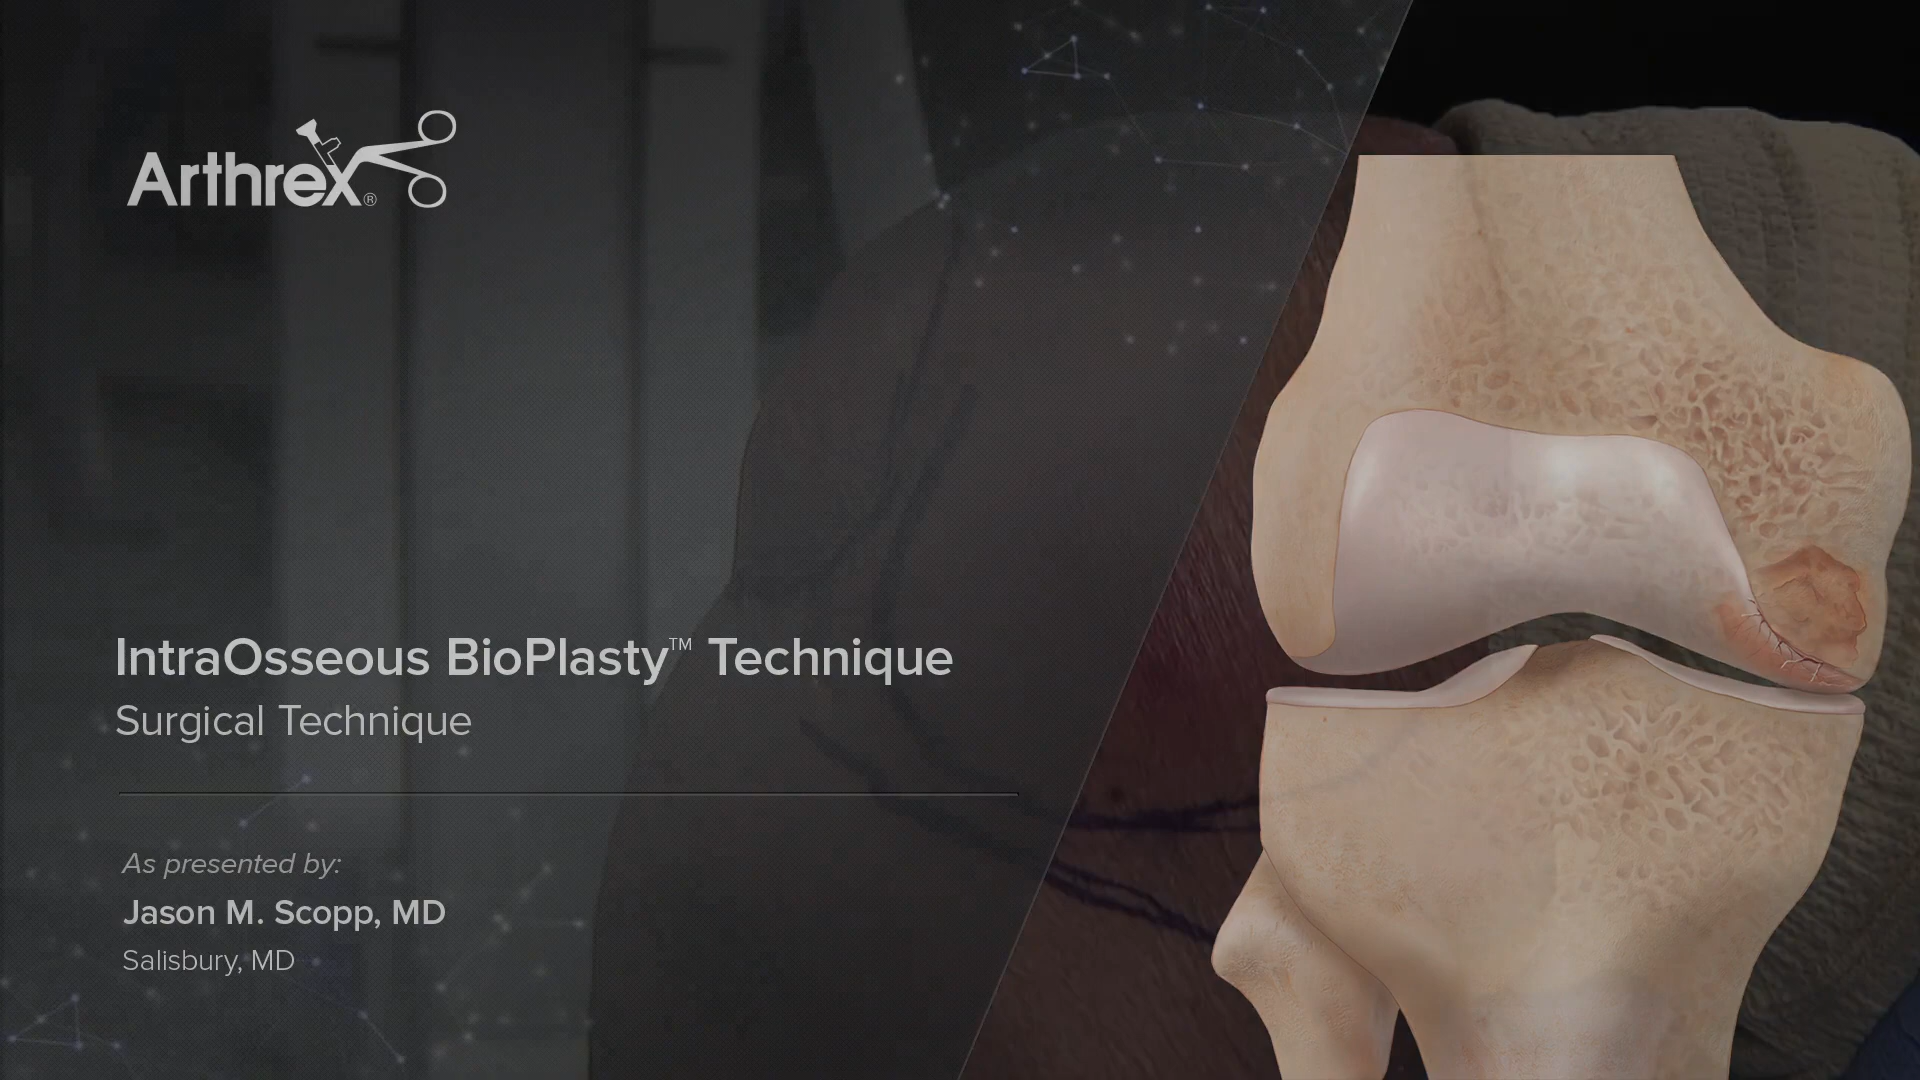 Arthrex®
IntraOsseous BioPlasty™ Technique
Surgical Technique
As presented by:
Jason M. Scopp, MD
Salisbury, MD